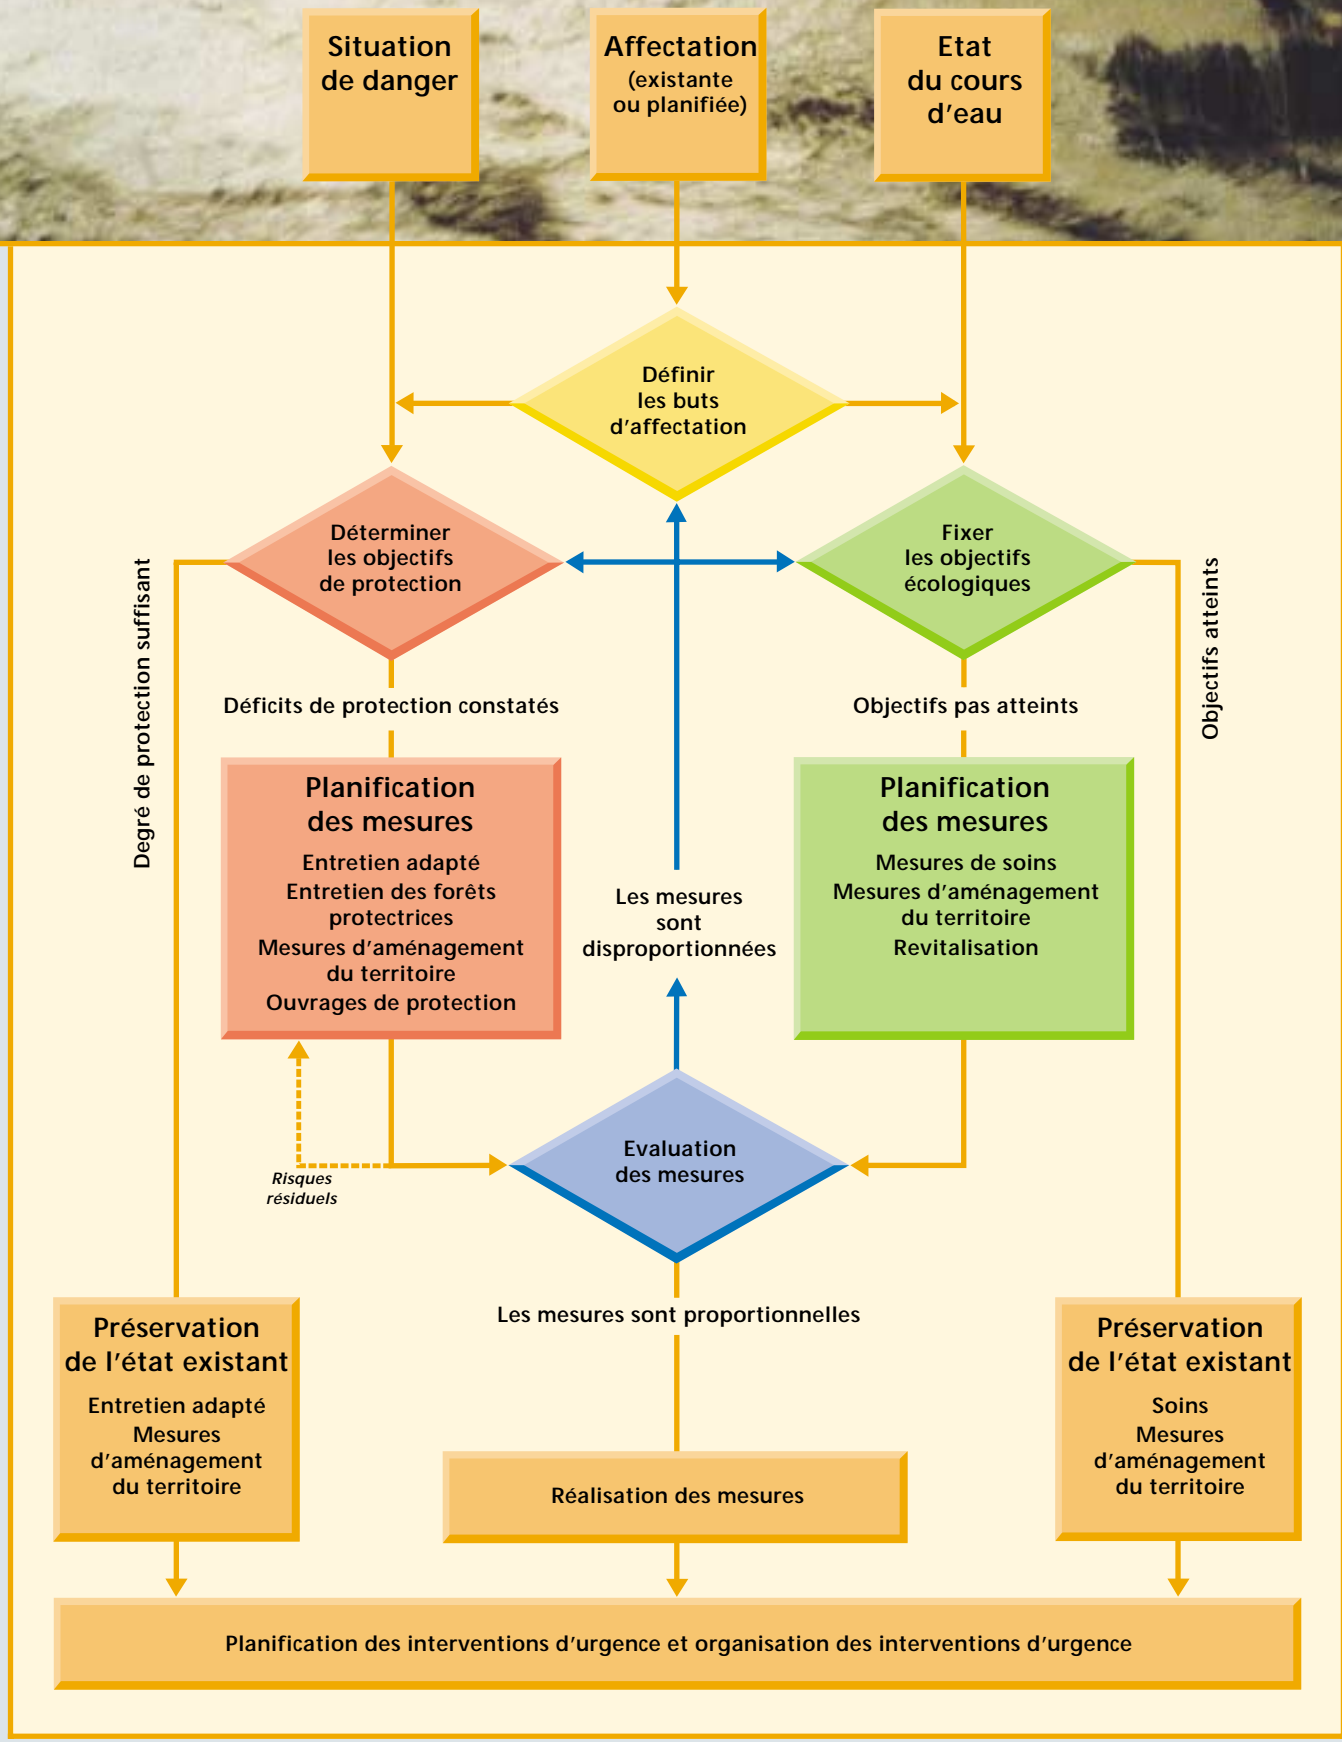 Situation
de danger
Affectation
(existante
ou planifiée)
Etat
du cours
d'eau
Définir
les buts
d'affectation
Déterminer
les objectifs
de protection
Fixer
les objectifs
écologiques
Degré de protection suffisant
Objectifs atteints
Déficits de protection constatés
Objectifs pas atteints
Planification
des mesures
Entretien adapté
Entretien des forêts
protectrices
Mesures d'aménagement
du territoire
Ouvrages de protection
Les mesures
sont
disproportionnées
Planification
des mesures
Mesures de soins
Mesures d'aménagement
du territoire
Revitalisation
Risques
résiduels
Evaluation
des mesures
Les mesures sont proportionnelles
Préservation
de l'état existant
Entretien adapté
Mesures
d'aménagement
du territoire
Réalisation des mesures
Préservation
de l'état existant
Soins
Mesures
d'aménagement
du territoire
Planification des interventions d'urgence et organisation des interventions d'urgence